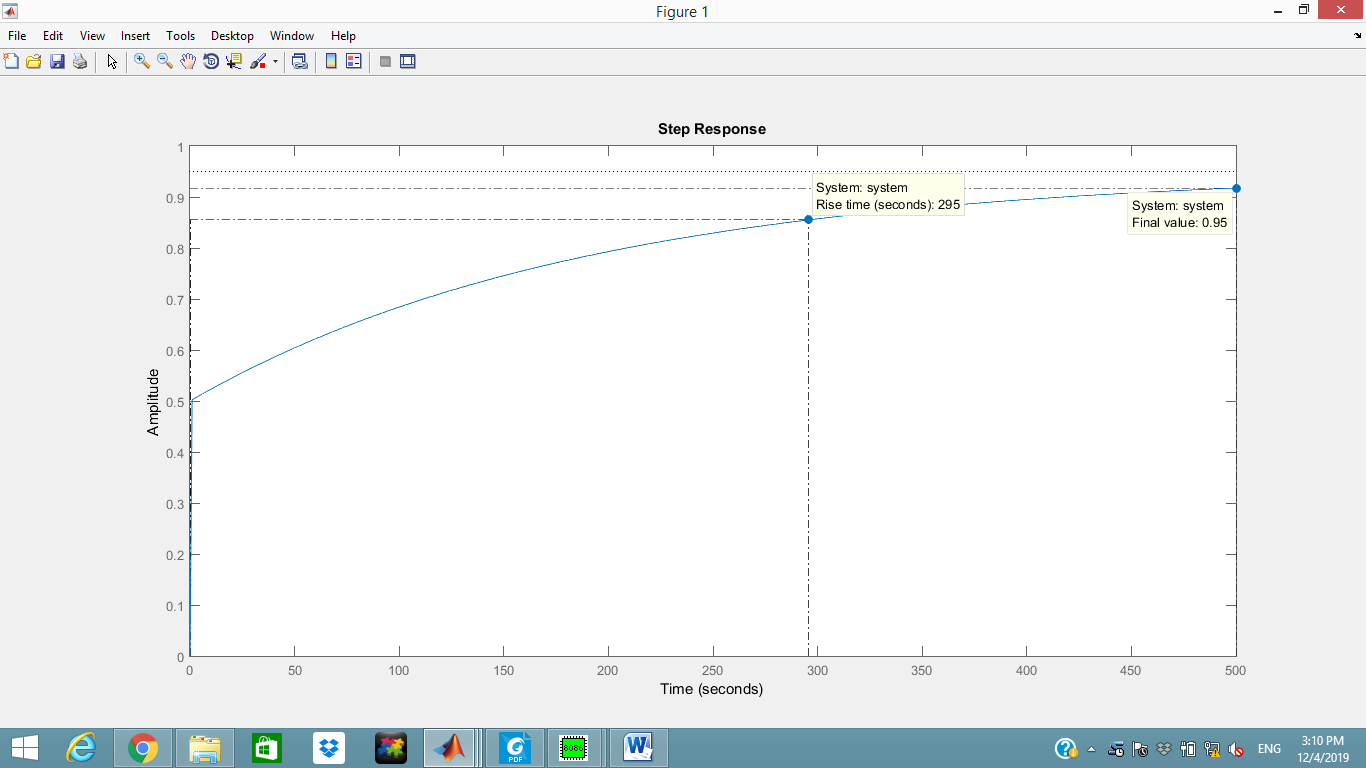 Figure 1
File Edit View Insert Tools Desktop Window Help
Step Response
1
0.9
0.8
0.7
0.6
0.5
0.4
0.3
0.2
0.1
0
Amplitude
System: system
Rise time (seconds): 295
System: system
Final value: 0.95
0 50 100 150 200 250 300 350 400 450 500
Time (seconds)
PDF
8086
ENG
3:10 PM
12/4/2019